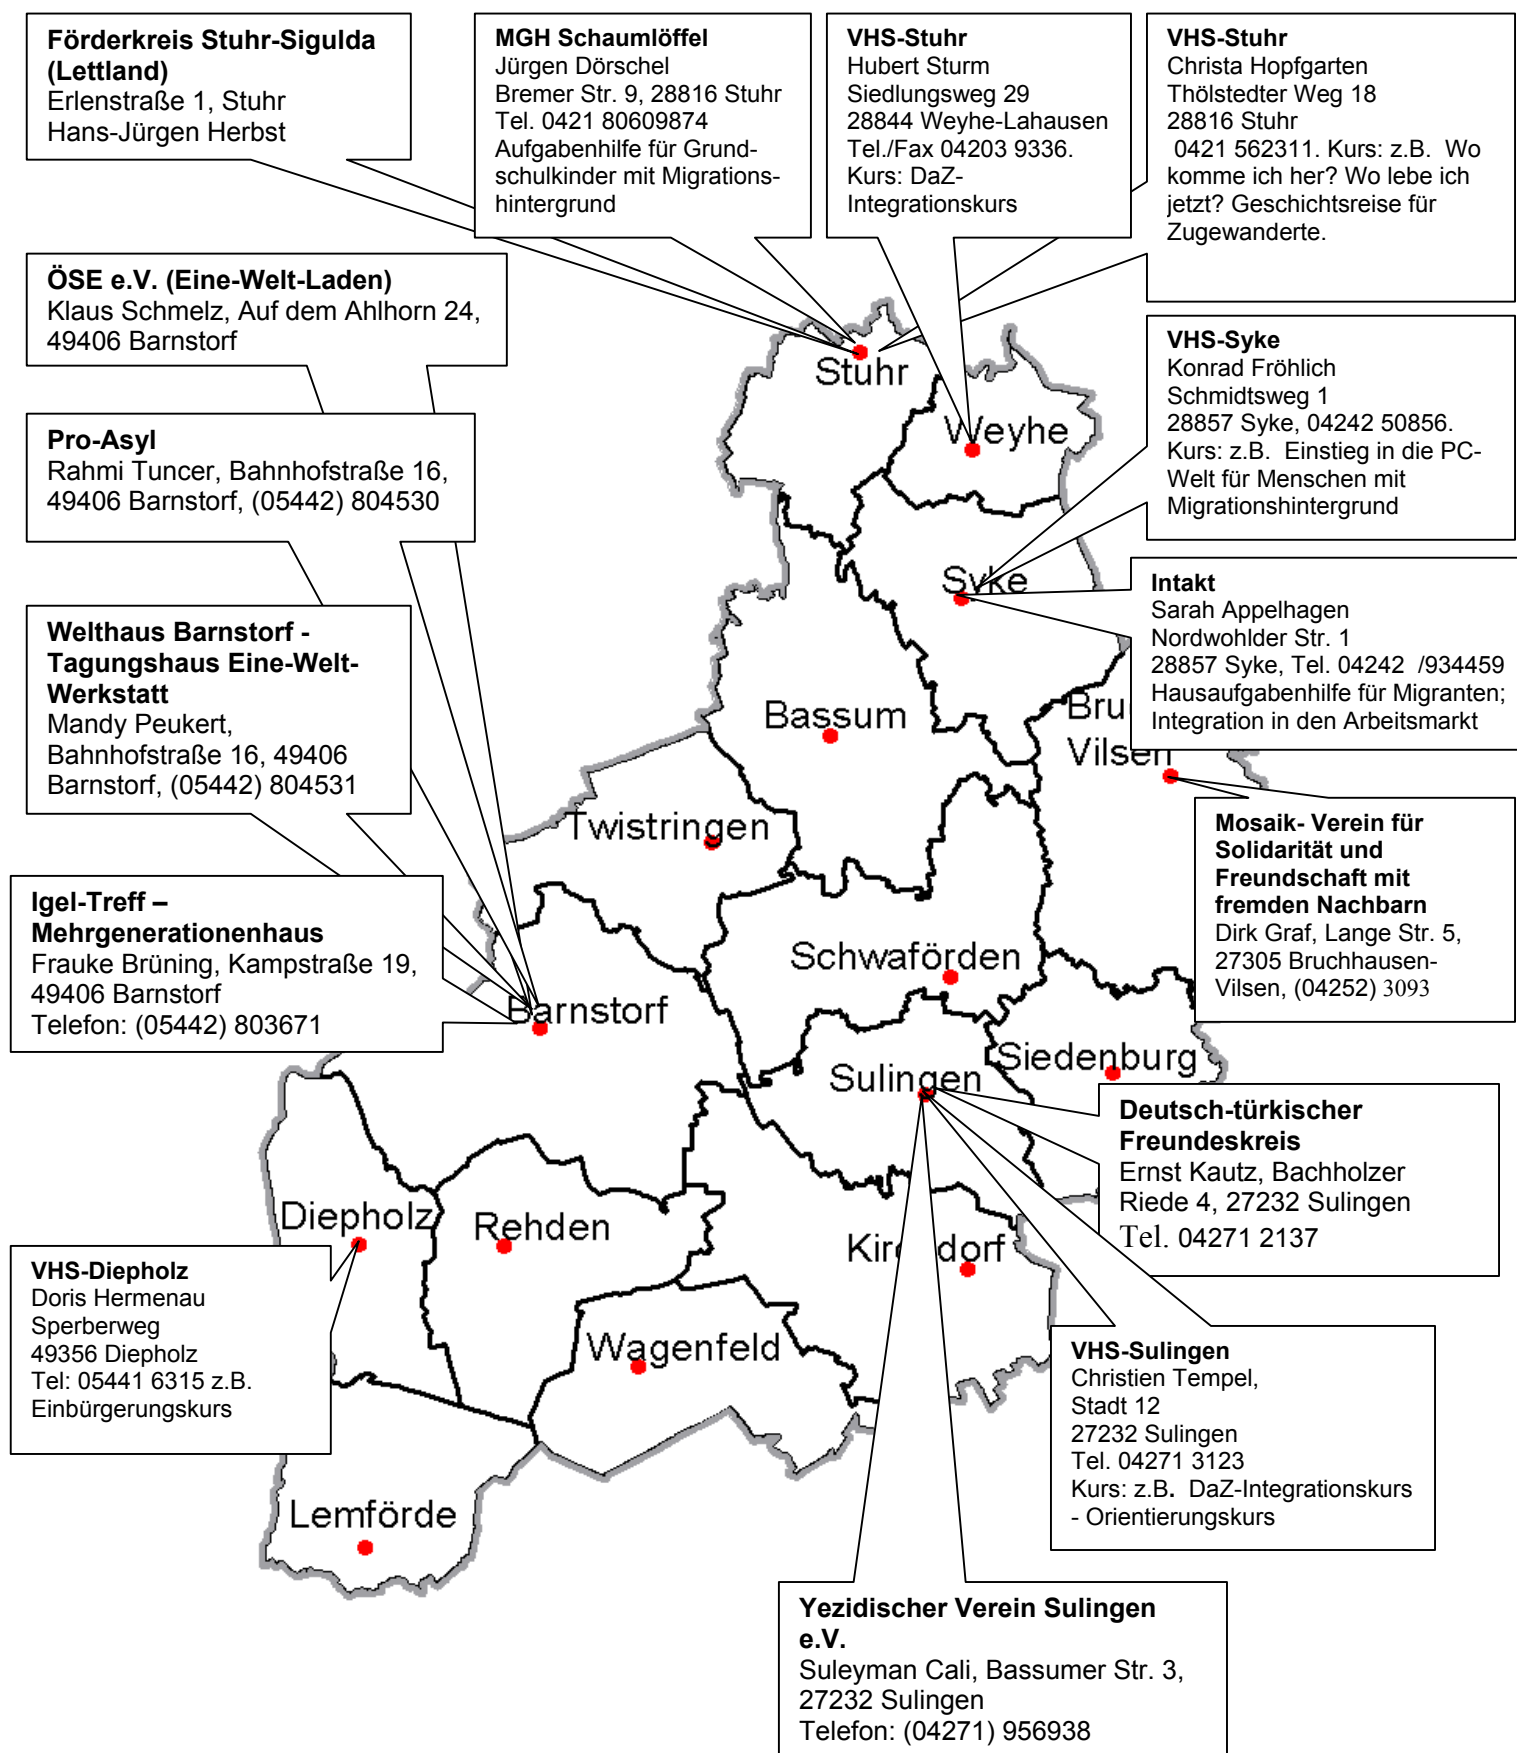 Förderkreis Stuhr-Sigulda
(Lettland)
Erlenstraße 1, Stuhr
Hans-Jürgen Herbst
MGH Schaumlöffel
Jürgen Dörschel
Bremer Str. 9, 28816 Stuhr
Tel. 0421 80609874
Aufgabenhilfe für Grund-
schulkinder mit Migrations-
hintergrund
VHS-Stuhr
Hubert Sturm
Siedlungsweg 29
28844 Weyhe-Lahausen
Tel./Fax 04203 9336.
Kurs: DaZ-
Integrationskurs
VHS-Stuhr
Christa Hopfgarten
Thölstedter Weg 18
28816 Stuhr
0421 562311. Kurs: z.B. Wo
komme ich her? Wo lebe ich
jetzt? Geschichtsreise für
Zugewanderte.
ÖSE e.V. (Eine-Welt-Laden)
Klaus Schmelz, Auf dem Ahlhorn 24,
49406 Barnstorf
Pro-Asyl
Rahmi Tuncer, Bahnhofstraße 16,
49406 Barnstorf, (05442) 804530
VHS-Syke
Konrad Fröhlich
Schmidtsweg 1
28857 Syke, 04242 50856.
Kurs: z.B. Einstieg in die PC-
Welt für Menschen mit
Migrationshintergrund
Intakt
Sarah Appelhagen
Nordwohlder Str. 1
28857 Syke, Tel. 04242 /934459
Hausaufgabenhilfe für Migranten;
Integration in den Arbeitsmarkt
Welthaus Barnstorf -
Tagungshaus Eine-Welt-
Werkstatt
Mandy Peukert,
Bahnhofstraße 16, 49406
Barnstorf, (05442) 804531
Mosaik- Verein für
Solidarität und
Freundschaft mit
fremden Nachbarn
Dirk Graf, Lange Str. 5,
27305 Bruchhausen-
Vilsen, (04252) 3093
Igel-Treff –
Mehrgenerationenhaus
Frauke Brüning, Kampstraße 19,
49406 Barnstorf
Telefon: (05442) 803671
Deutsch-türkischer
Freundeskreis
Ernst Kautz, Bachholzer
Riede 4, 27232 Sulingen
Tel. 04271 2137
VHS-Diepholz
Doris Hermenau
Sperberweg
49356 Diepholz
Tel: 05441 6315 z.B.
Einbürgerungskurs
VHS-Sulingen
Christien Tempel,
Stadt 12
27232 Sulingen
Tel. 04271 3123
Kurs: z.B. DaZ-Integrationskurs
- Orientierungskurs
Yezidischer Verein Sulingen
e.V.
Suleyman Cali, Bassumer Str. 3,
27232 Sulingen
Telefon: (04271) 956938
Stuhr
Weyhe
Syke
Bassum
Bru
Vilsen
Twistringen
Schwaförden
Barnstorf
Siedenburg
Sulingen
Diepholz
Rehden
Kirchdorf
Wagenfeld
Lemförde